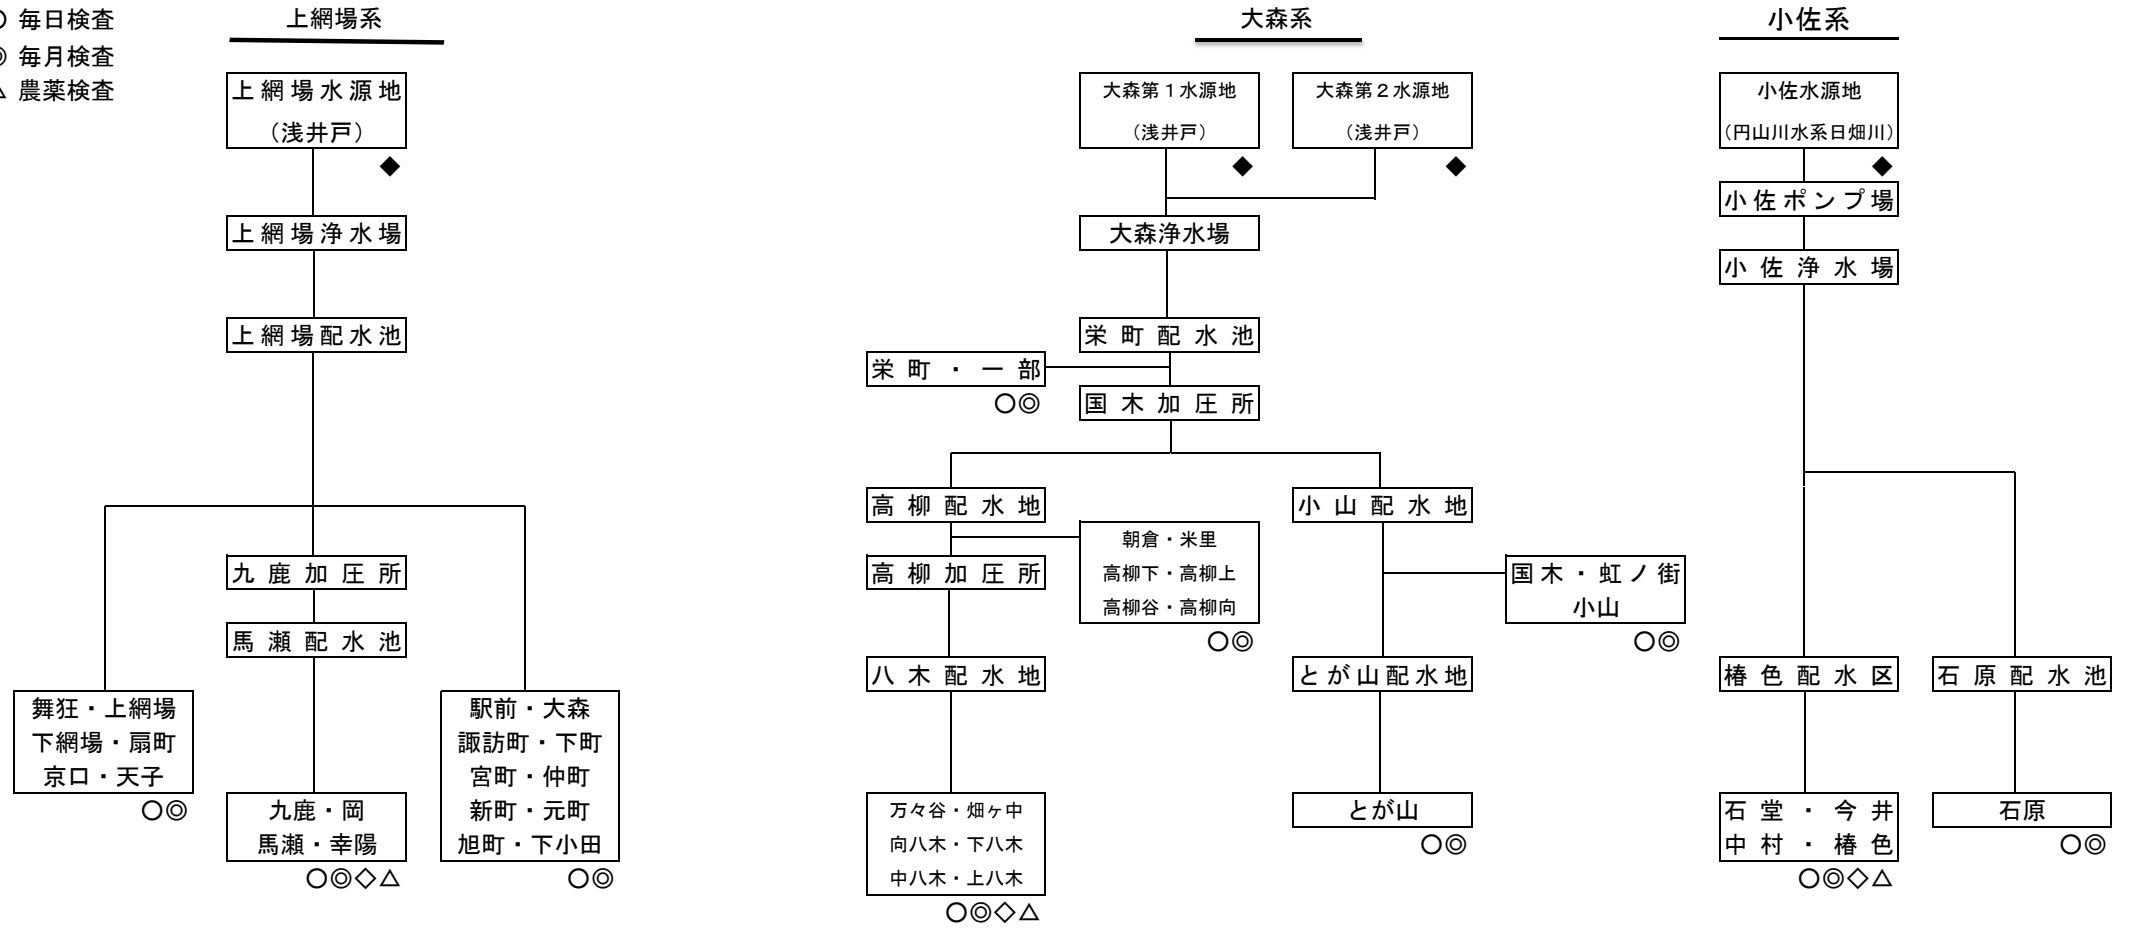 〇 毎日検査
◎ 毎月検査
△ 農薬検査
上網場系
上網場水源地
（浅井戸）
◆
上網場浄水場
上網場配水池
九鹿加圧所
馬瀬配水池
舞狂・上網場
下網場・扇町
京口・天子
〇◎
九鹿・岡
馬瀬・幸陽
〇◎◇△
駅前・大森
諏訪町・下町
宮町・仲町
新町・元町
旭町・下小田
〇◎
大森系
大森第１水源地
（浅井戸）
◆
大森第２水源地
（浅井戸）
◆
大森浄水場
栄町配水池
栄町・一部
〇◎
国木加圧所
高柳配水地
高柳加圧所
朝倉・米里
高柳下・高柳上
高柳谷・高柳向
〇◎
八木配水地
万々谷・畑ヶ中
向八木・下八木
中八木・上八木
〇◎◇△
小山配水地
国木・虹ノ街
小山
〇◎
とが山配水地
とが山
〇◎
小佐系
小佐水源地
（円山川水系日畑川）
◆
小佐ポンプ場
小佐浄水場
椿色配水区
石堂・今井
中村・椿色
〇◎◇△
石原配水池
石原
〇◎